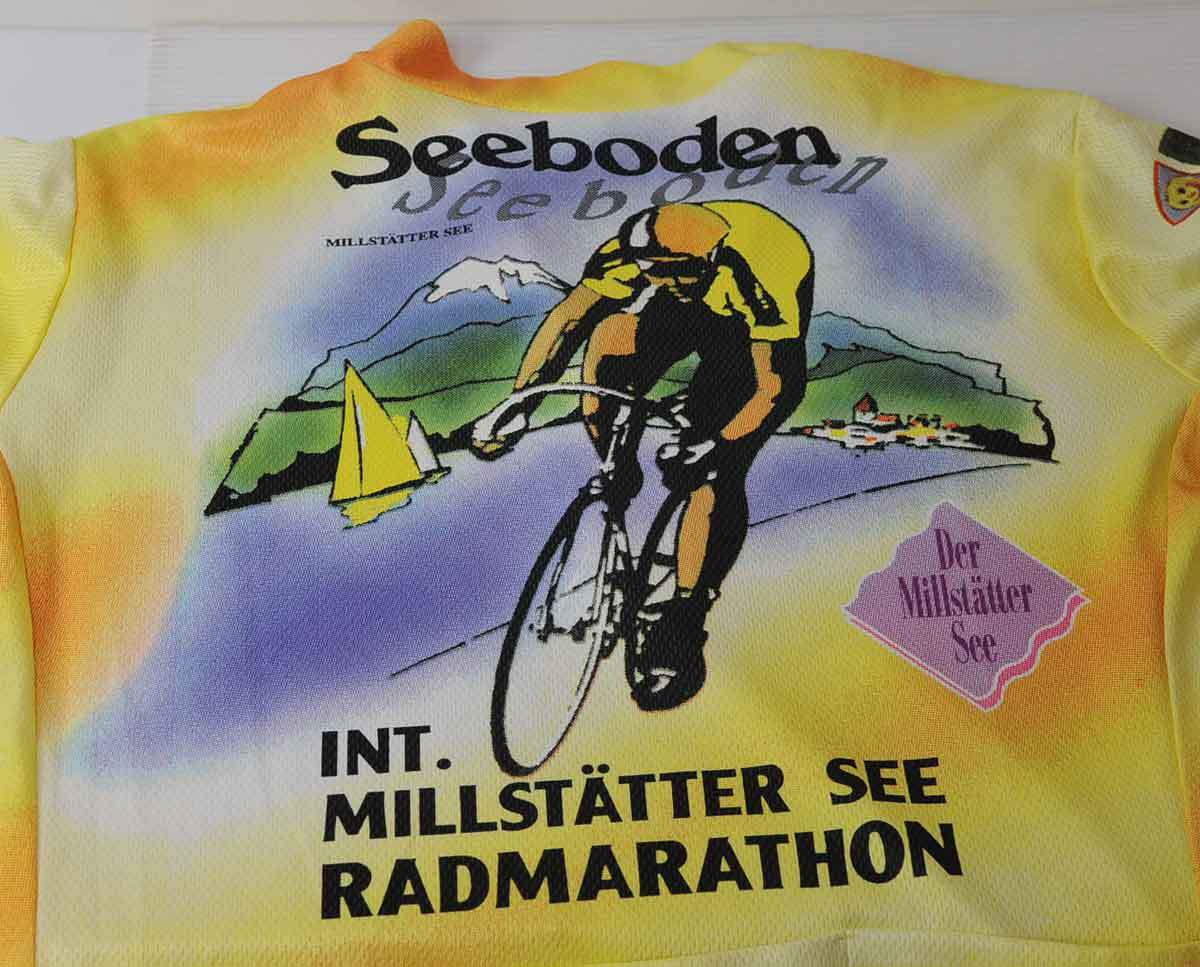 Seeboden
Seeboden
MILLSTÄTTER SEE
Der
Millstätter
See
INT.
MILLSTÄTTER SEE
RADMARATHON